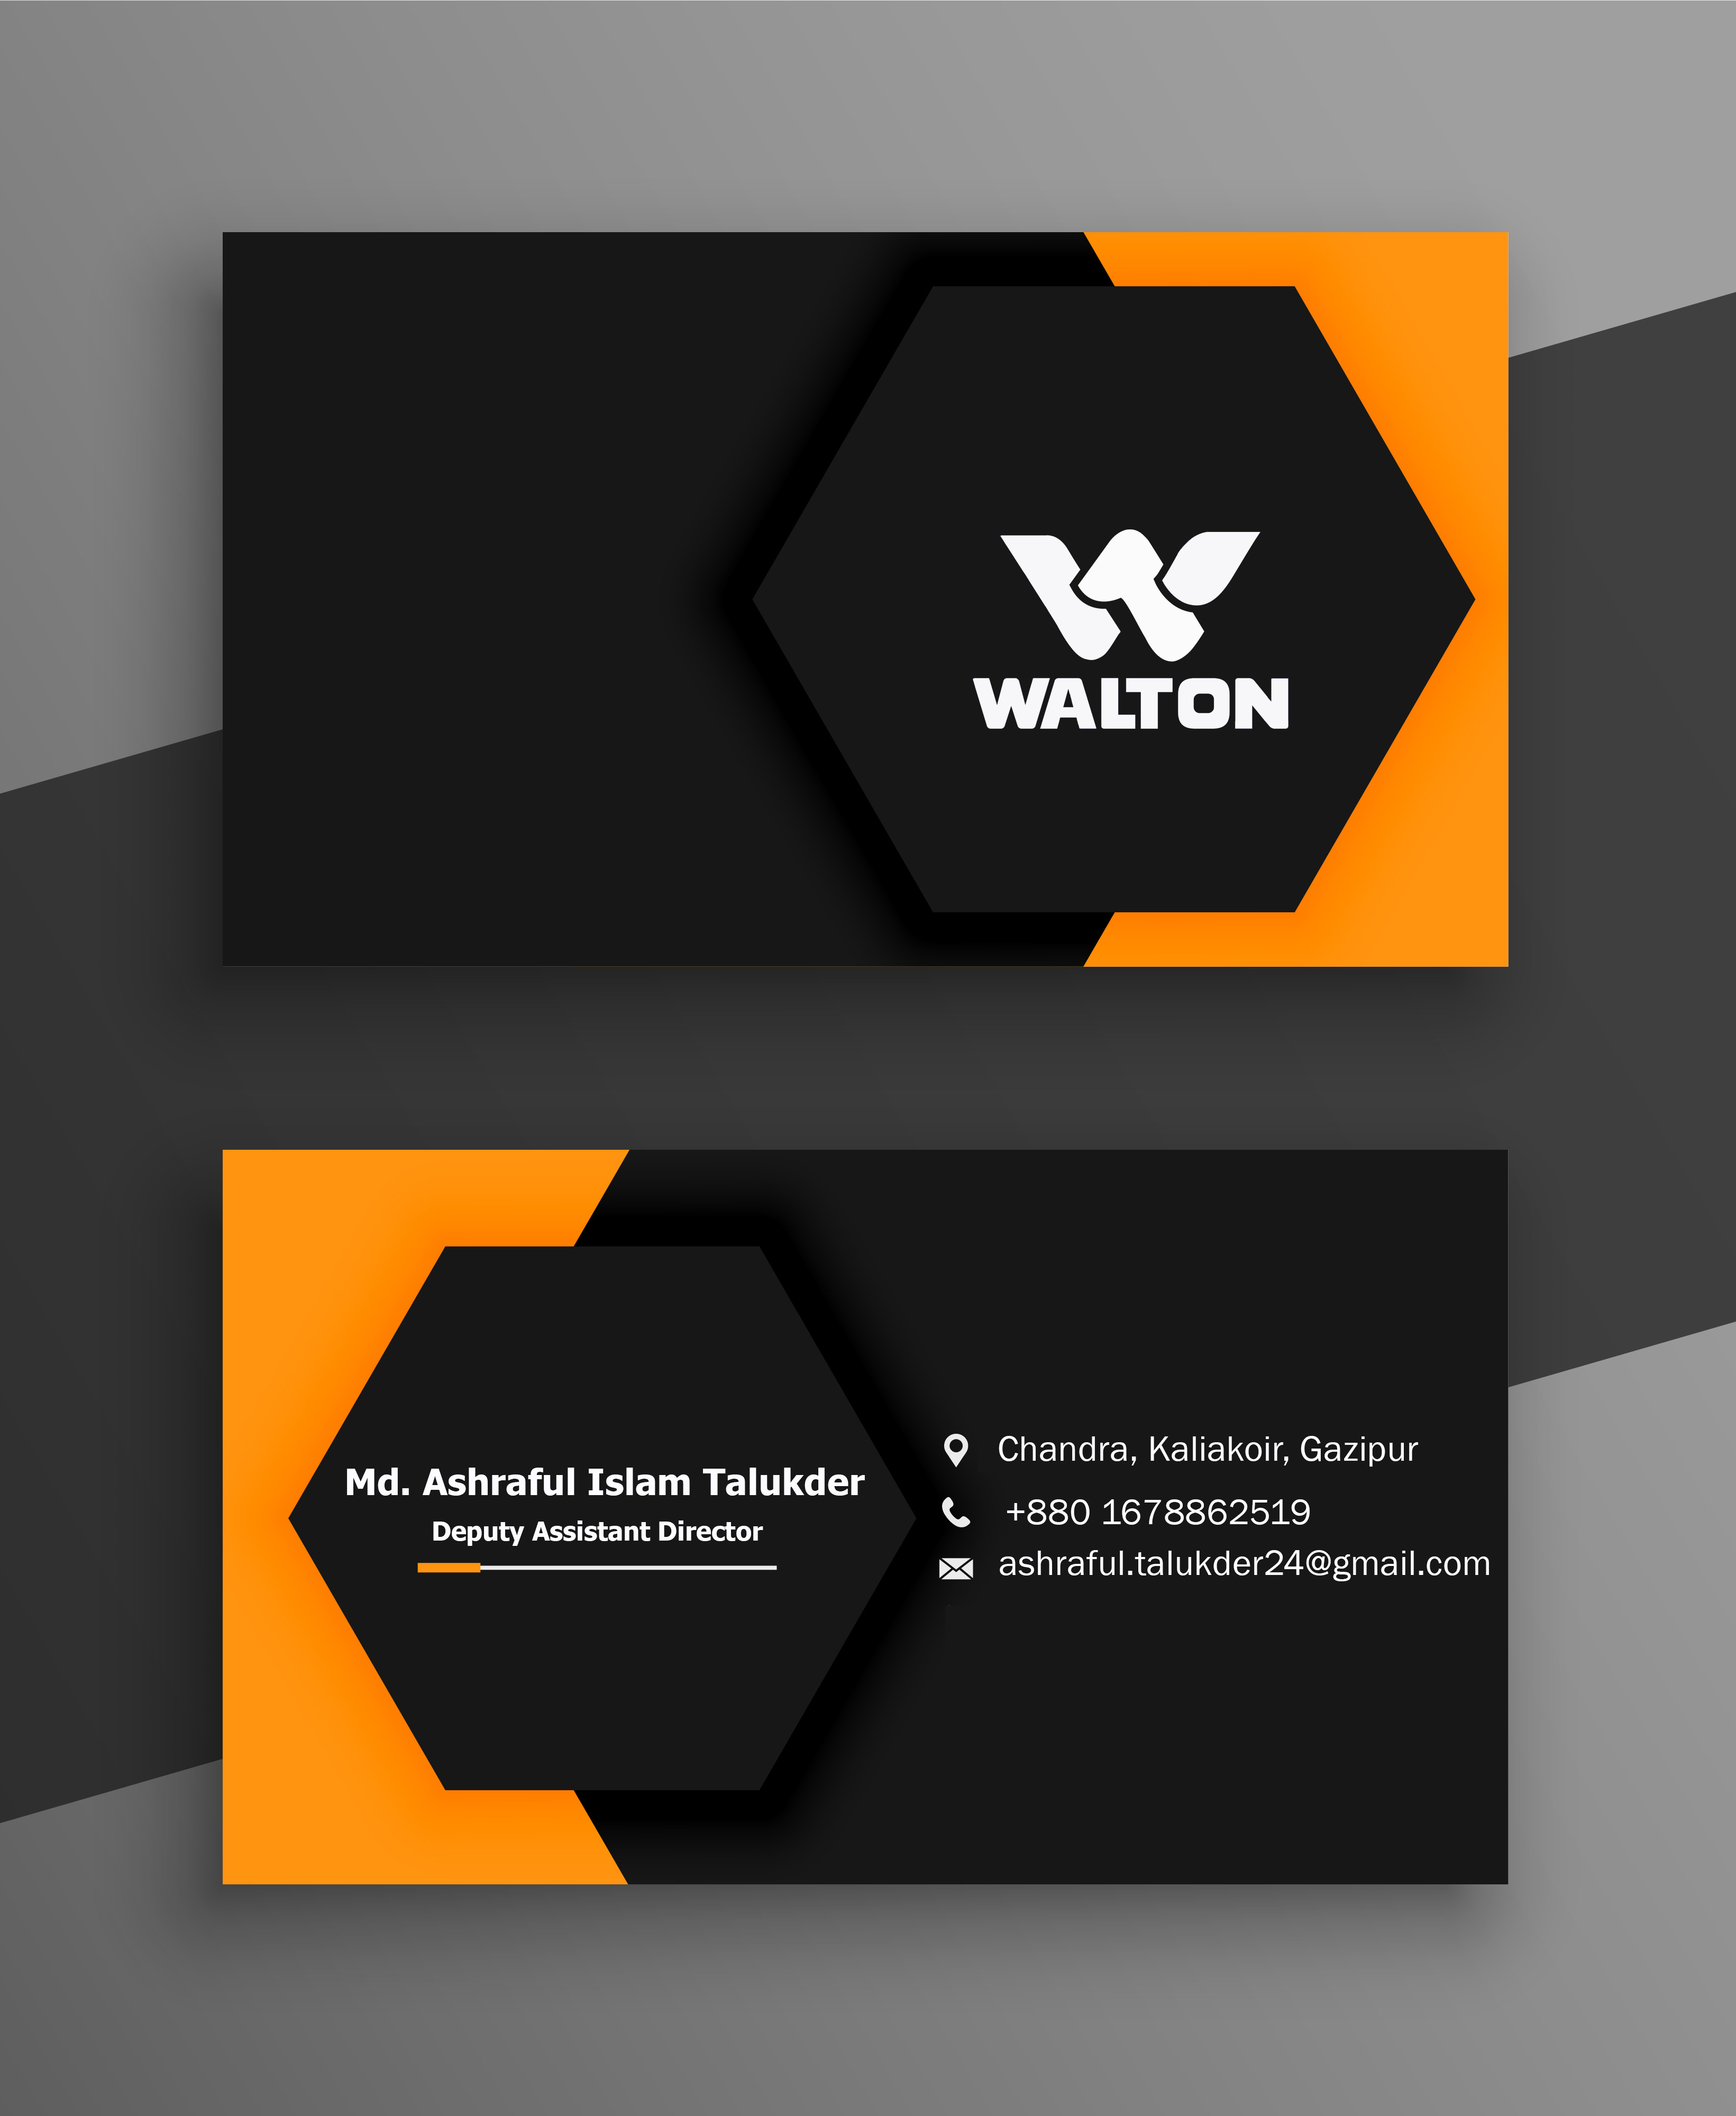 WALTON
Md. Ashraful Islam Talukder
Deputy Assistant Director
Chandra, Kaliakoir, Gazipur
+880 1678862519
ashraful.talukder24@gmail.com